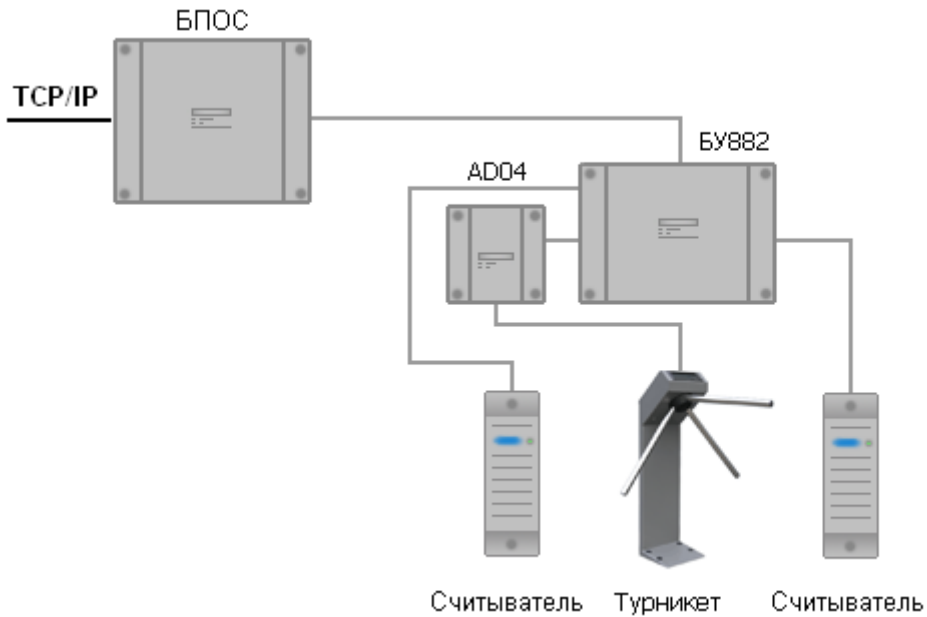 БПОС
TCP/IP
БУ882
AD04
Считыватель
Турникет
Считыватель